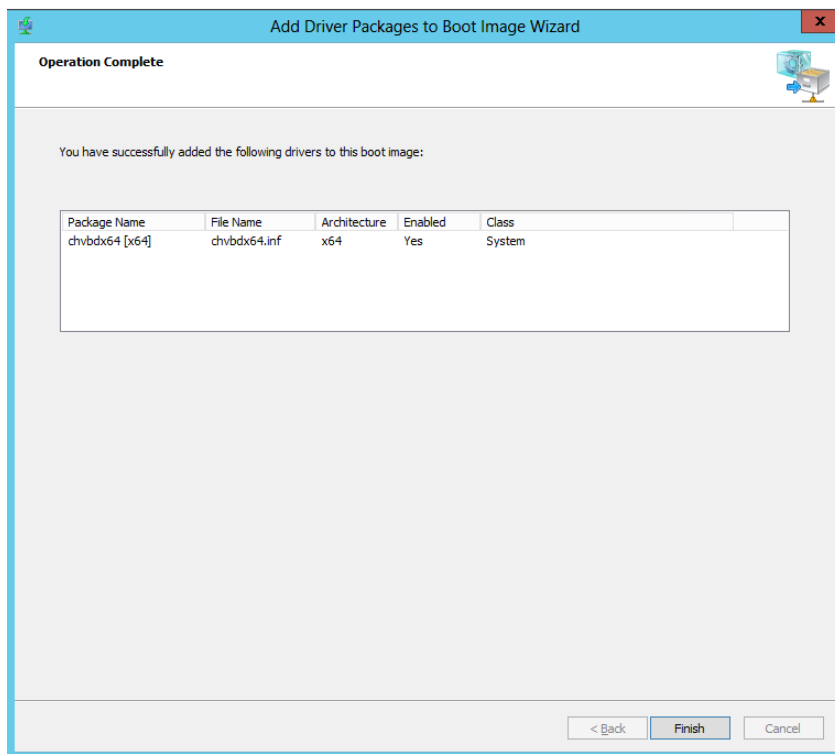 Add Driver Packages to Boot Image Wizard
x
Operation Complete
You have successfully added the following drivers to this boot image:
Package Name File Name Architecture Enabled Class
chvbdx64 [x64] chvbdx64.inf x64 Yes System
< Back Finish Cancel